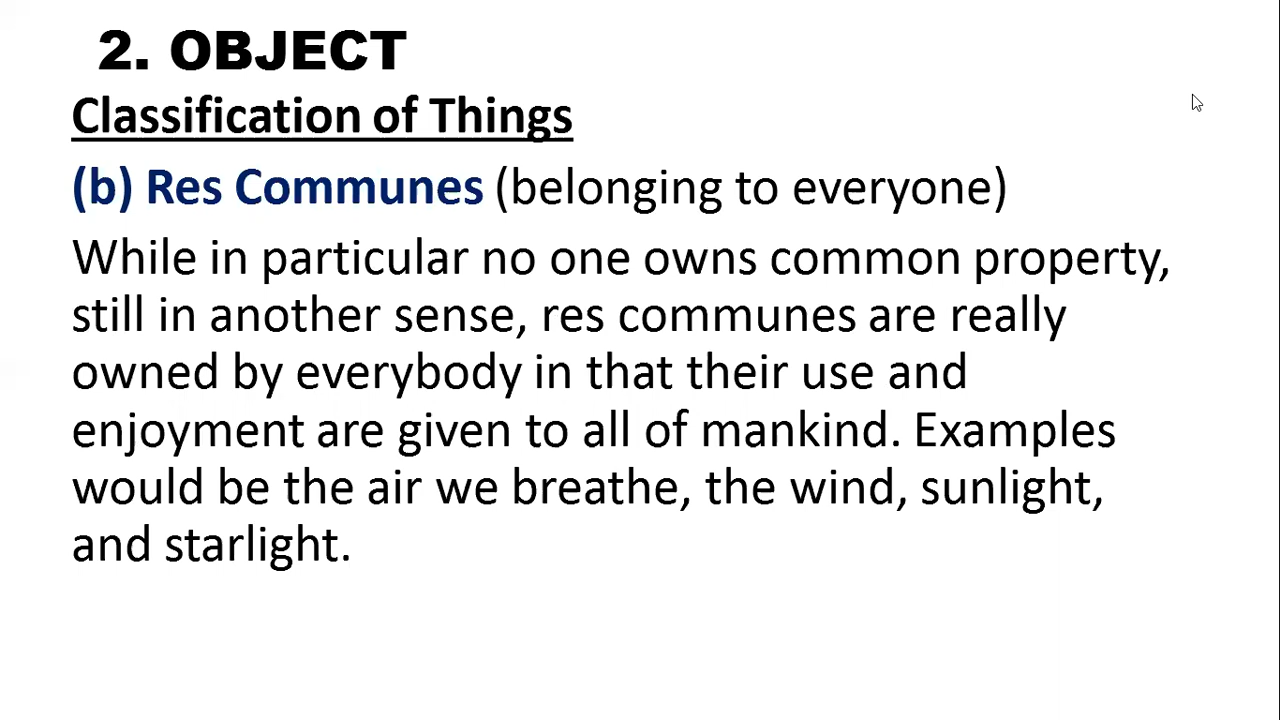 2. OBJECT
Classification of Things
(b) Res Communes (belonging to everyone)
While in particular no one owns common property,
still in another sense, res communes are really
owned by everybody in that their use and
enjoyment are given to all of mankind. Examples
would be the air we breathe, the wind, sunlight,
and starlight.